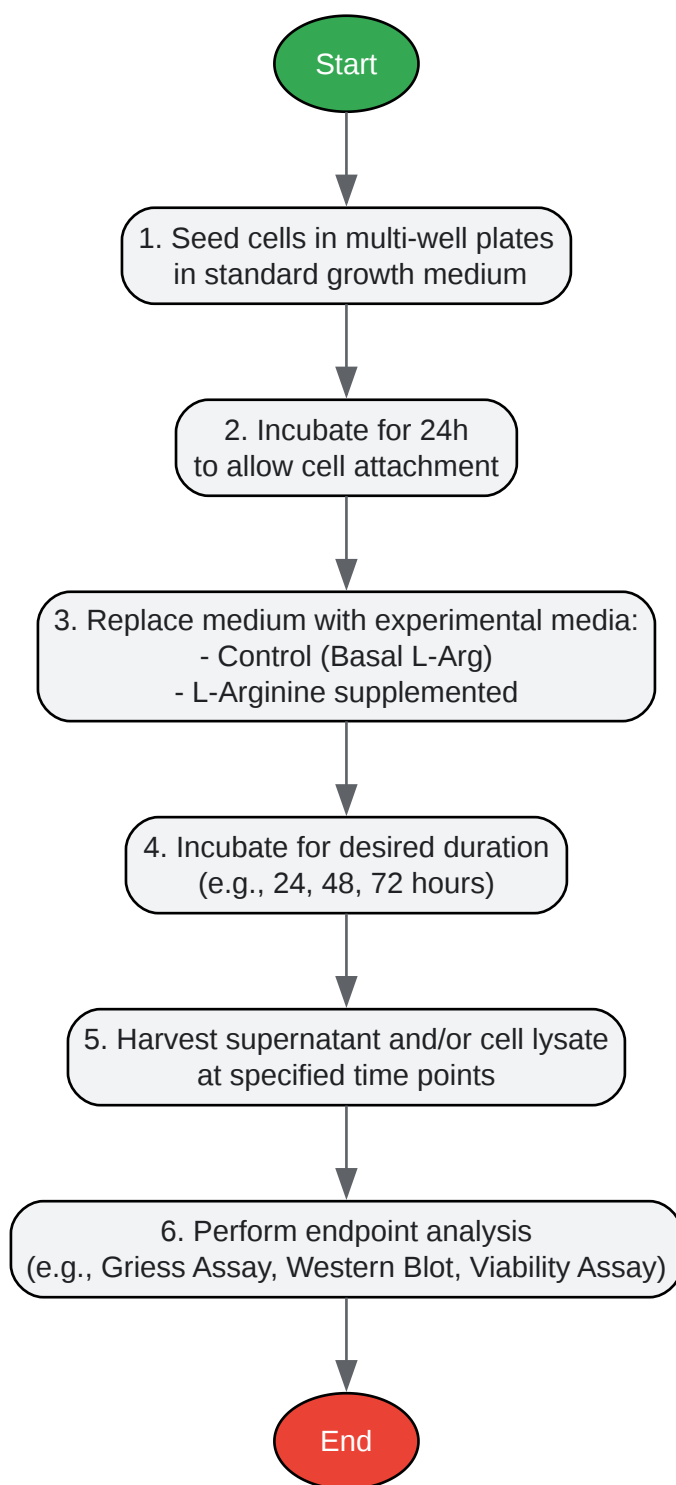 Start
1. Seed cells in multi-well plates
in standard growth medium
2. Incubate for 24h
to allow cell attachment
3. Replace medium with experimental media:
- Control (Basal L-Arg)
- L-Arginine supplemented
4. Incubate for desired duration
(e.g., 24, 48, 72 hours)
5. Harvest supernatant and/or cell lysate
at specified time points
6. Perform endpoint analysis
(e.g., Griess Assay, Western Blot, Viability Assay)
End